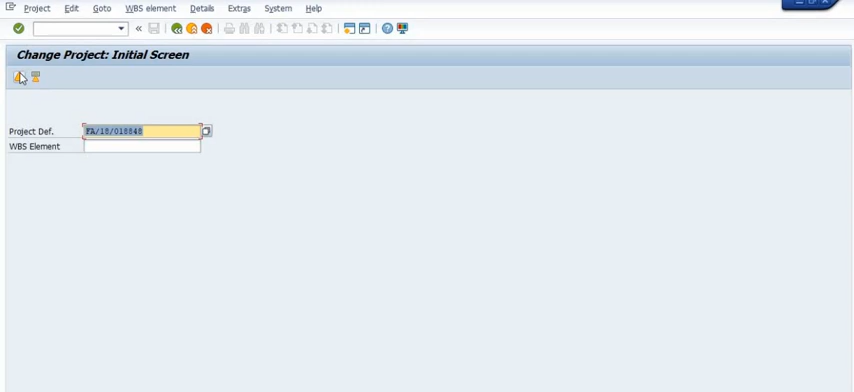 Project Edit Goto WBS element Details Extras System Help
Change Project: Initial Screen
Project Def. FA/18/018848
WBS Element